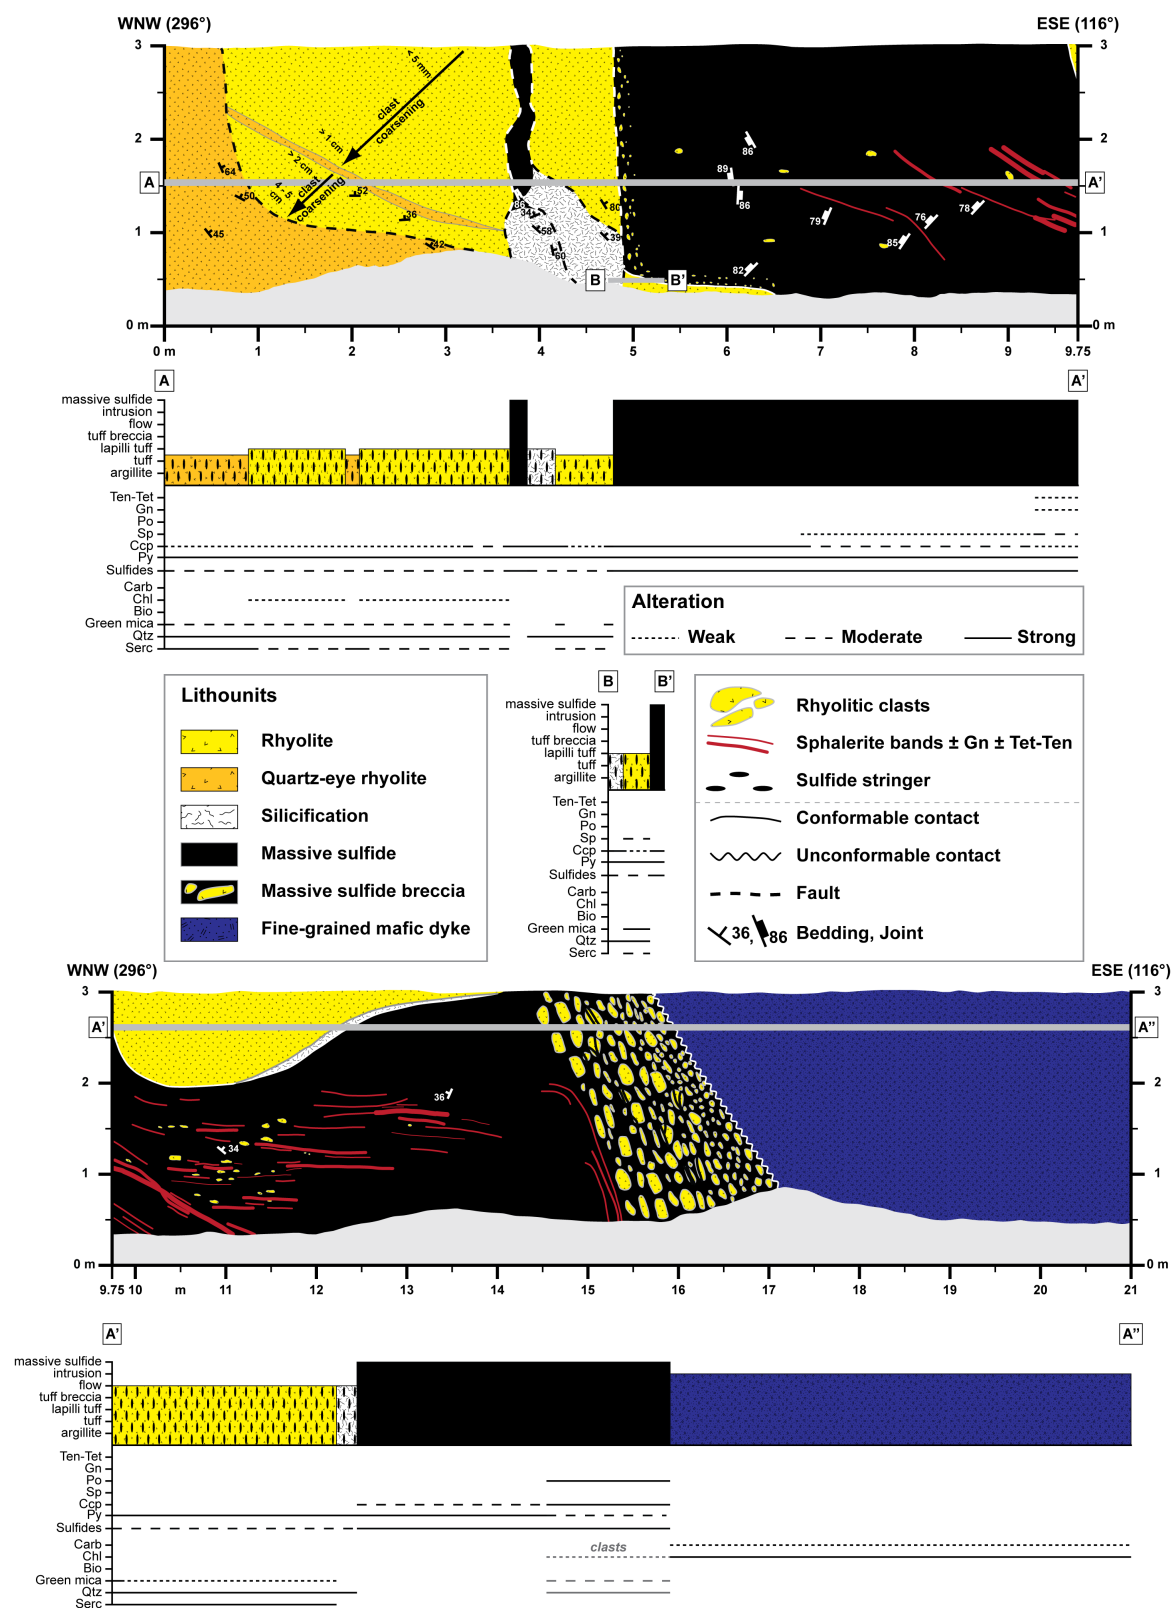 WNW (296°)
ESE (116°)
3
3
< 5 mm
clast
coarsening
> 1 cm
2
2
> 2 cm
86
64
89
A
A'
clast
coarsening
4 - 5
cm
52
50
86
86
80
34
36
79
76
78
45
58
39
1
1
42
85
60
82
B
B'
0 m
0 m
0 m
1
2
3
4
5
6
7
8
9
9.75
A
A'
massive sulfide
intrusion
flow
tuff breccia
lapilli tuff
tuff
argillite
Ten-Tet
Gn
Po
Sp
Ccp
Py
Sulfides
Carb
Chl
Bio
Green mica
Qtz
Serc
Alteration
Weak
Moderate
Strong
Lithounits
Rhyolite
Quartz-eye rhyolite
Silicification
Massive sulfide
Massive sulfide breccia
Fine-grained mafic dyke
B
B'
massive sulfide
intrusion
flow
tuff breccia
lapilli tuff
tuff
argillite
Ten-Tet
Gn
Po
Sp
Ccp
Py
Sulfides
Carb
Chl
Bio
Green mica
Qtz
Serc
Rhyolitic clasts
Sphalerite bands ± Gn ± Tet-Ten
Sulfide stringer
Conformable contact
Unconformable contact
Fault
36, 86 Bedding, Joint
WNW (296°)
ESE (116°)
3
3
A'
A''
2
2
36
34
1
1
0 m
0 m
9.75
10
m
11
12
13
14
15
16
17
18
19
20
21
A'
A''
massive sulfide
intrusion
flow
tuff breccia
lapilli tuff
tuff
argillite
Ten-Tet
Gn
Po
Sp
Ccp
Py
Sulfides
Carb
clasts
Chl
Bio
Green mica
Qtz
Serc